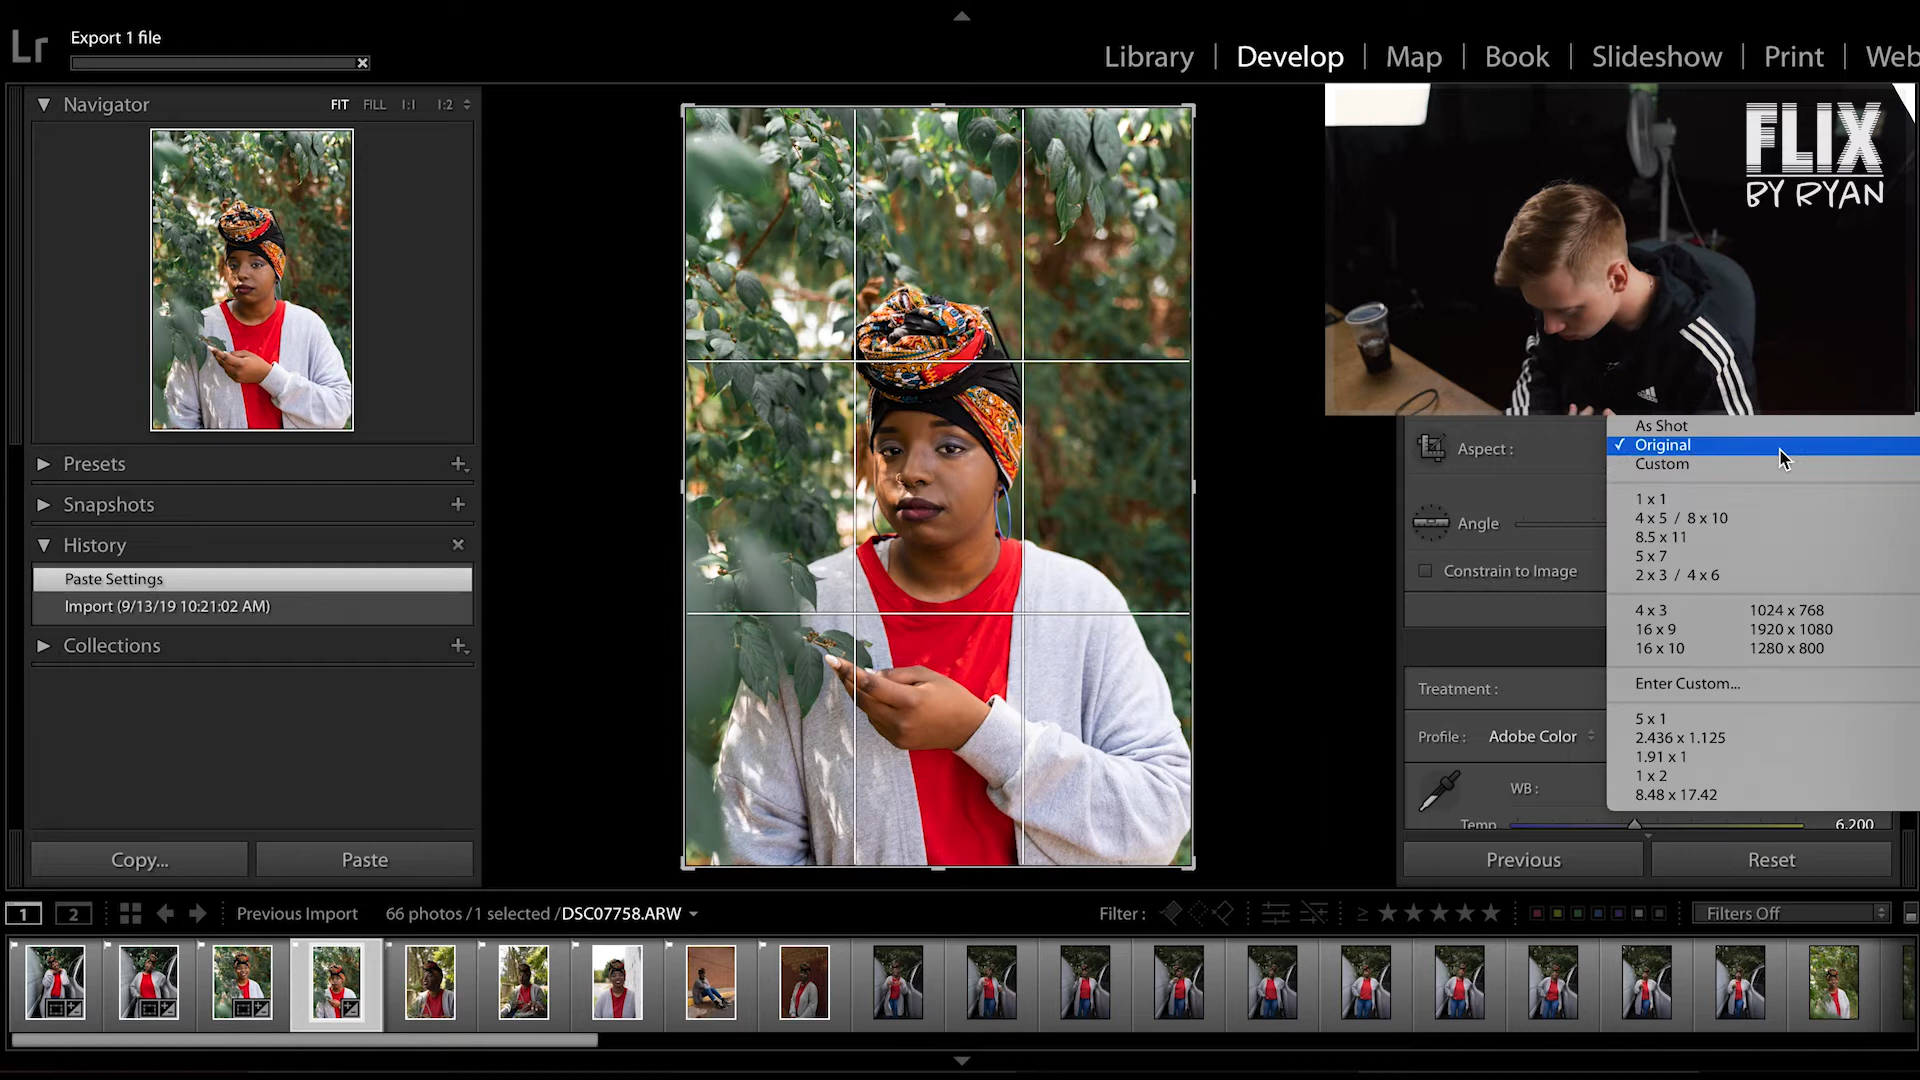 Lr
Export 1 file
Library | Develop | Map | Book | Slideshow | Print | Web
Navigator
FIT FILL 1:1 1:2
FLIX
BY RYAN
Presets
Snapshots
History
Paste Settings
Import (9/13/19 10:21:02 AM)
Collections
Copy...
Paste
Aspect :
As Shot
Original
Custom
1 x 1
4 x 5 / 8 x 10
8.5 x 11
5 x 7
2 x 3 / 4 x 6
4 x 3 1024 x 768
16 x 9 1920 x 1080
16 x 10 1280 x 800
Enter Custom...
5 x 1
2.436 x 1.125
1.91 x 1
1 x 2
8.48 x 17.42
Angle
Constrain to Image
Treatment :
Profile : Adobe Color
WB :
Temp 6,200
Previous
Reset
1 2 Previous Import 66 photos / 1 selected / DSC07758.ARW
Filter :
Filters Off
adidas